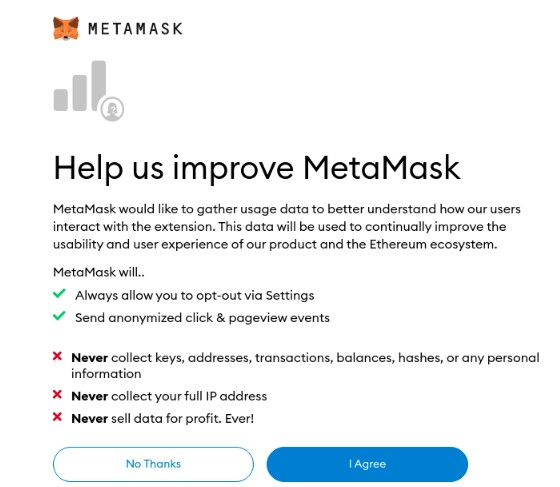 METAMASK
Help us improve MetaMask
MetaMask would like to gather usage data to better understand how our users
interact with the extension. This data will be used to continually improve the
usability and user experience of our product and the Ethereum ecosystem.
MetaMask will..
Always allow you to opt-out via Settings
Send anonymized click & pageview events
Never collect keys, addresses, transactions, balances, hashes, or any personal
information
Never collect your full IP address
Never sell data for profit. Ever!
No Thanks
I Agree